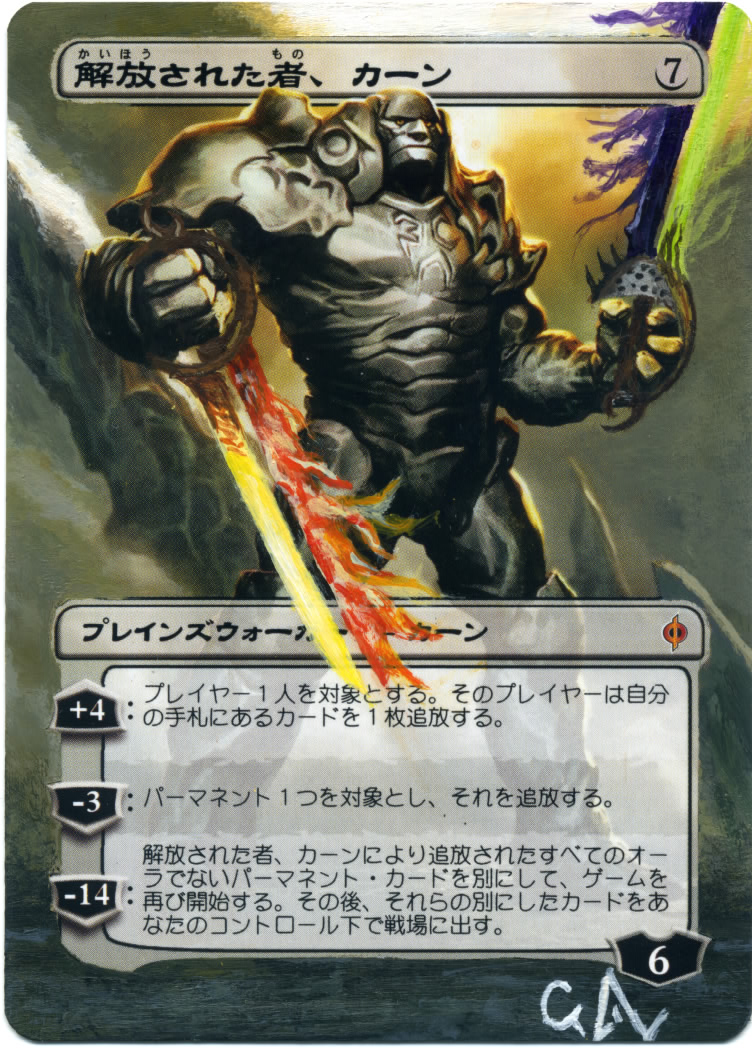 かいほう もの
解放された者、カーン 7
プレインズウォーカー — カーン
+4 : プレイヤー1人を対象とする。そのプレイヤーは自分
の手札にあるカードを1枚追放する。
-3 : パーマネント1つを対象とし、それを追放する。
解放された者、カーンにより追放されたすべてのオー
-14 : ラでないパーマネント・カードを別にして、ゲームを
再び開始する。その後、それらの別にしたカードをあ
なたのコントロール下で戦場に出す。
6